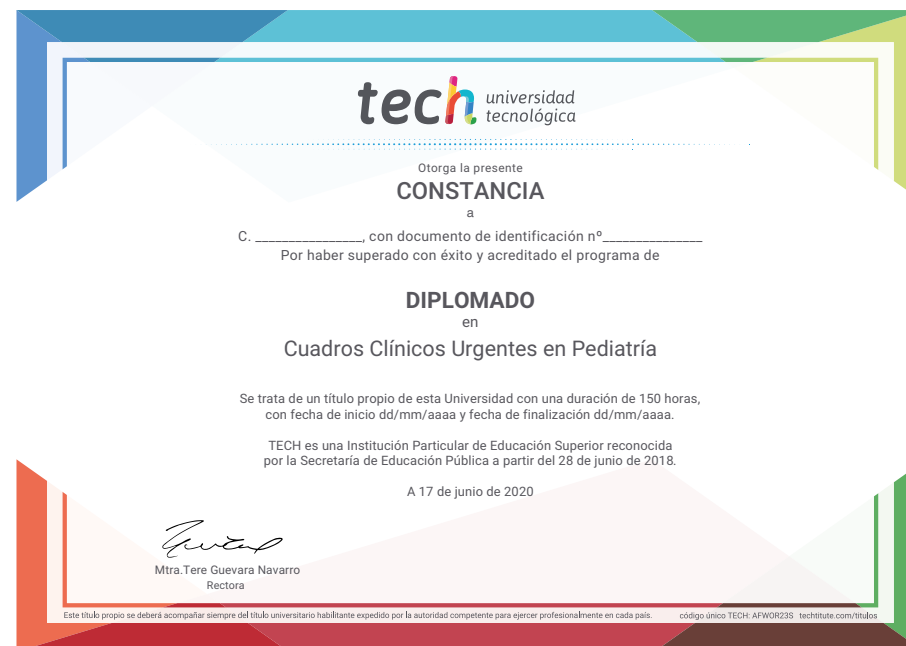 tech universidad
tecnológica
Otorga la presente
CONSTANCIA
a
C. ________________, con documento de identificación nº_______________
Por haber superado con éxito y acreditado el programa de
DIPLOMADO
en
Cuadros Clínicos Urgentes en Pediatría
Se trata de un título propio de esta Universidad con una duración de 150 horas,
con fecha de inicio dd/mm/aaaa y fecha de finalización dd/mm/aaaa.
TECH es una Institución Particular de Educación Superior reconocida
por la Secretaría de Educación Pública a partir del 28 de junio de 2018.
A 17 de junio de 2020
Mtra.Tere Guevara Navarro
Rectora
Este título propio se deberá acompañar siempre del título universitario habilitante expedido por la autoridad competente para ejercer profesionalmente en cada país. código único TECH: AFWOR23S techtitute.com/titulos